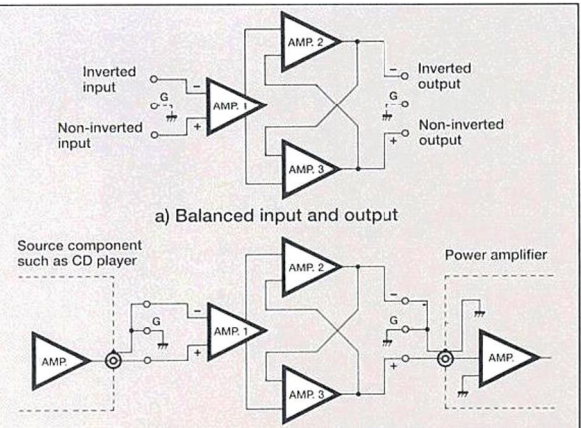 AMP. 2
Inverted
input
−
Inverted
output
G
AMP. 1
−
G
Non-inverted
input
+
Non-inverted
output
+
AMP. 3
a) Balanced input and output
Source component
such as CD player
AMP. 2
Power amplifier
G
−
−
-
AMP.
AMP. 1
G
AMP.
+
+
AMP. 3